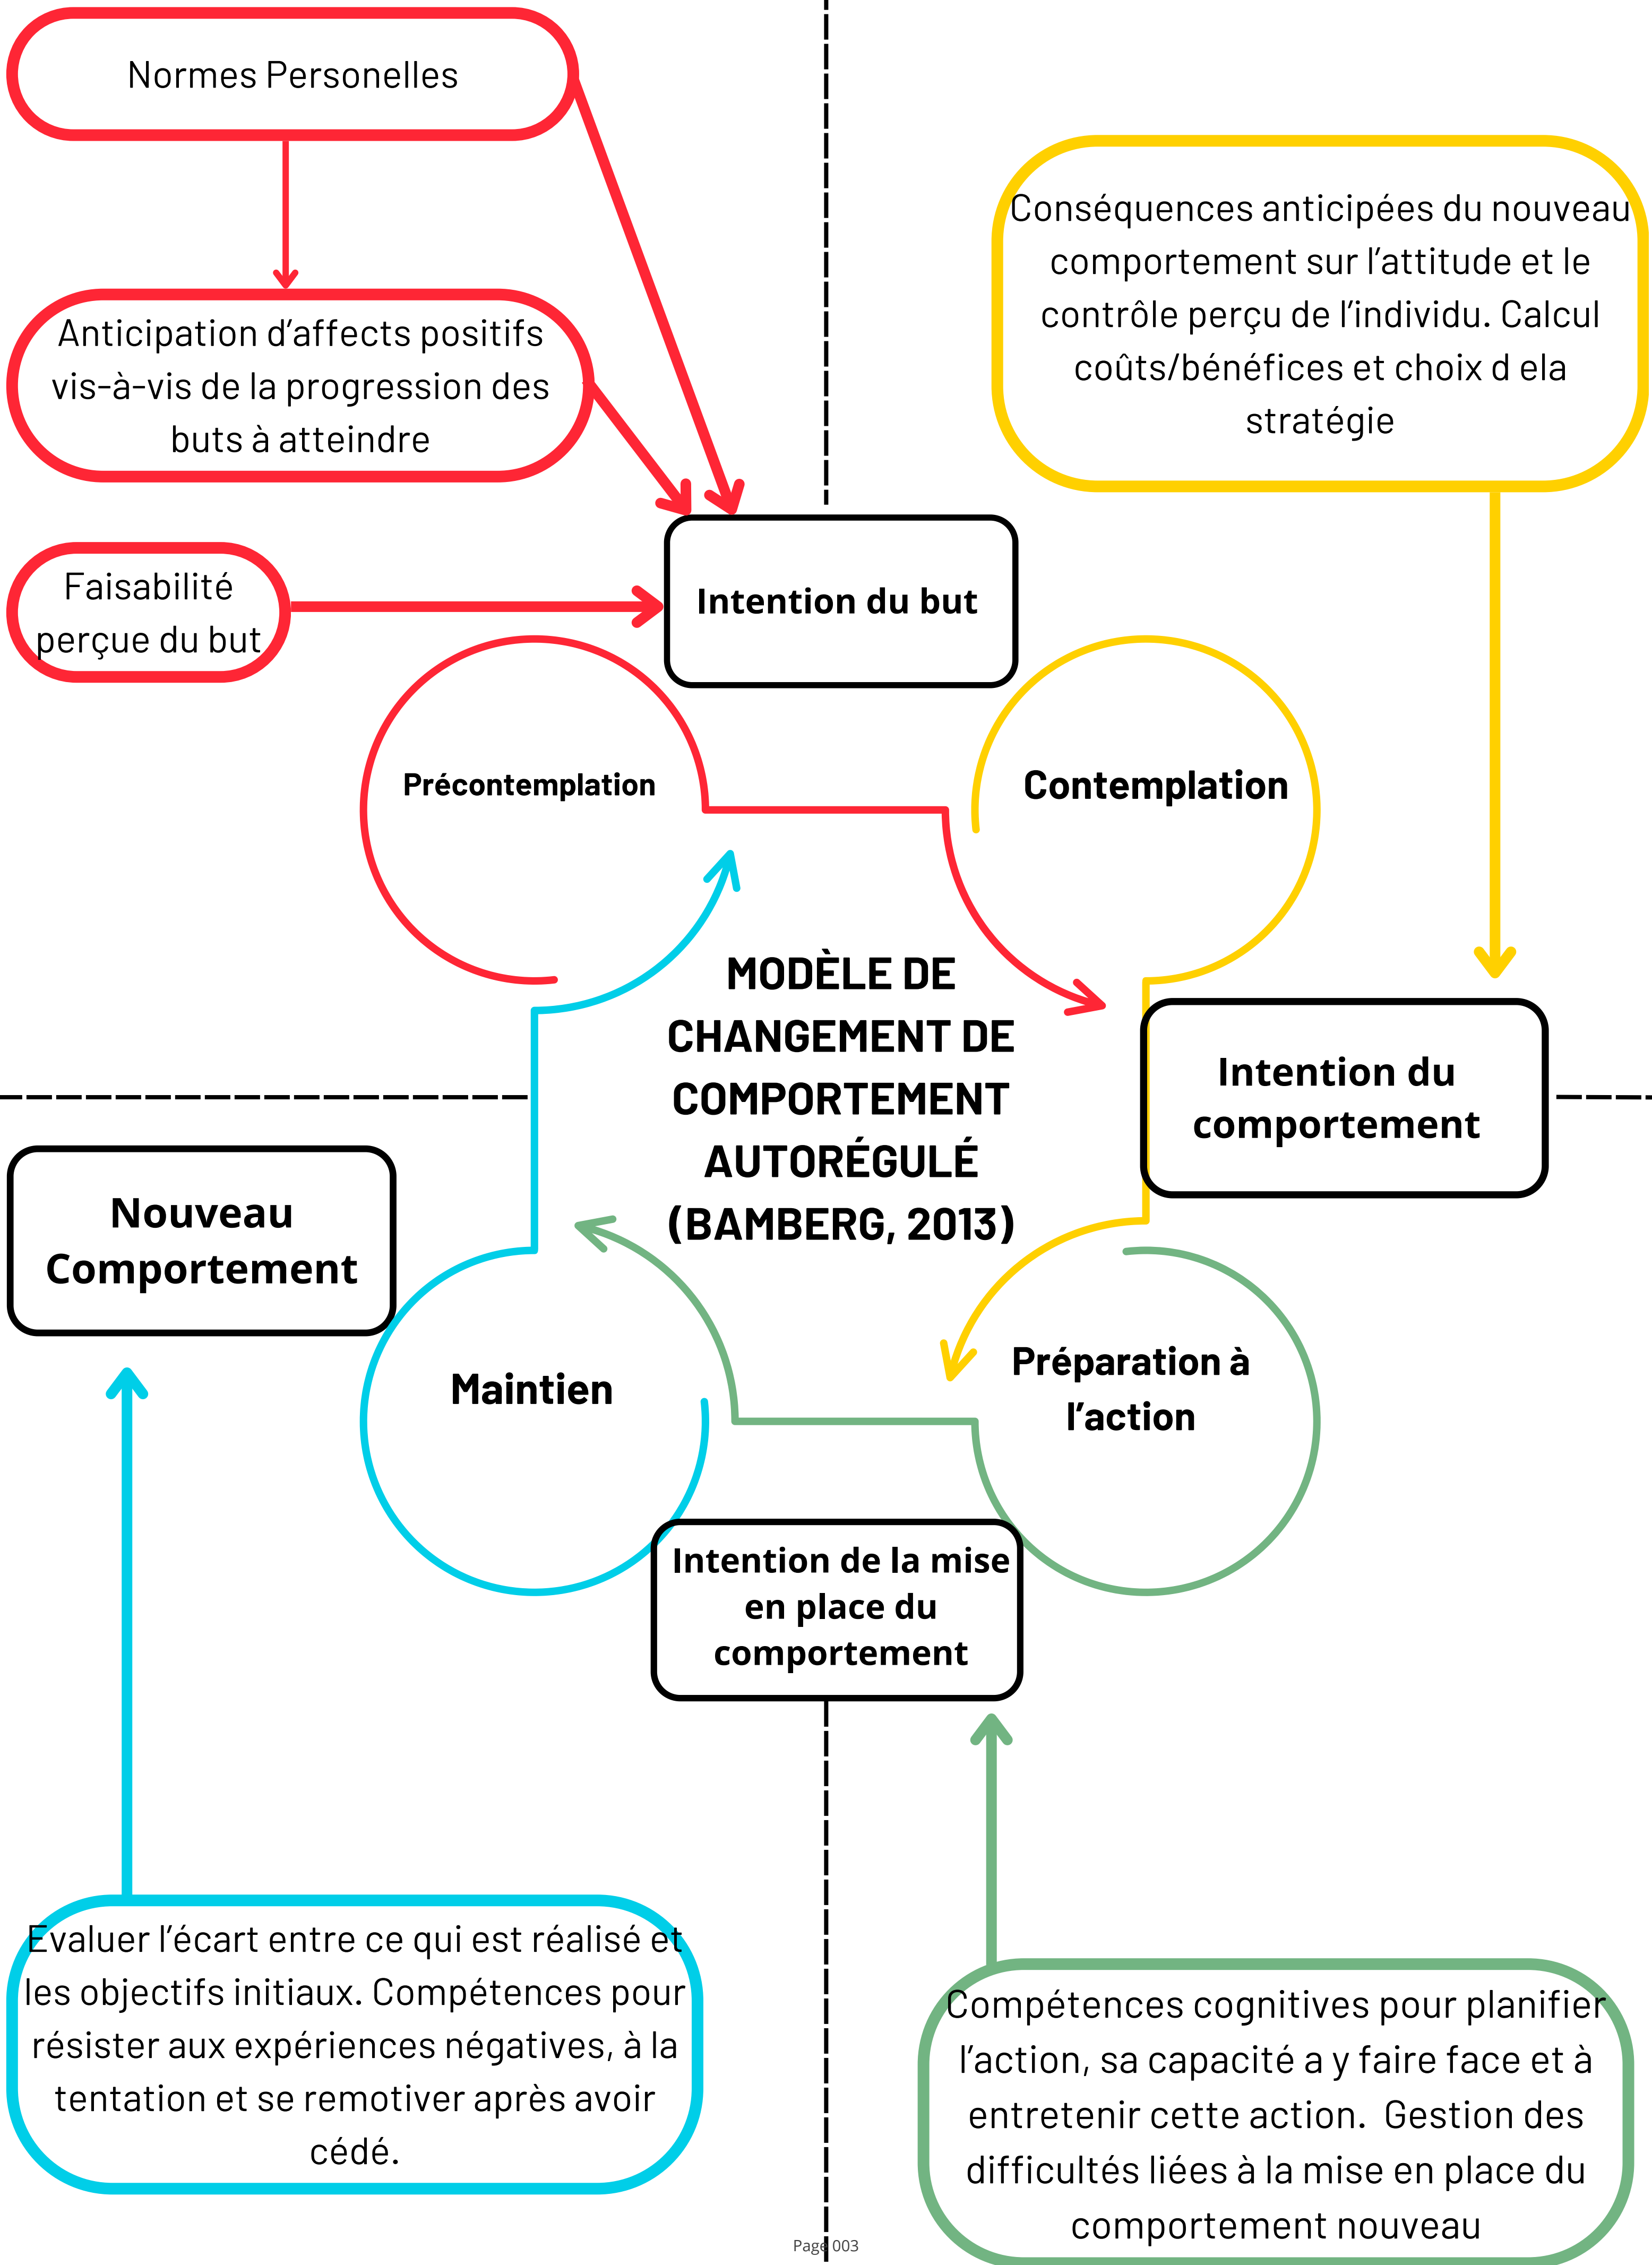 Normes Personelles
Anticipation d'affects positifs
vis-à-vis de la progression des
buts à atteindre
Faisabilité
perçue du but
Conséquences anticipées du nouveau
comportement sur l'attitude et le
contrôle perçu de l'individu. Calcul
coûts/bénéfices et choix d ela
stratégie
Intention du but
Précontemplation
Contemplation
MODÈLE DE
CHANGEMENT DE
COMPORTEMENT
AUTORÉGULÉ
(BAMBERG, 2013)
Intention du
comportement
Nouveau
Comportement
Maintien
Préparation à
l'action
Intention de la mise
en place du
comportement
Evaluer l'écart entre ce qui est réalisé et
les objectifs initiaux. Compétences pour
résister aux expériences négatives, à la
tentation et se remotiver après avoir
cédé.
Compétences cognitives pour planifier
l'action, sa capacité a y faire face et à
entretenir cette action. Gestion des
difficultés liées à la mise en place du
comportement nouveau
Page 003